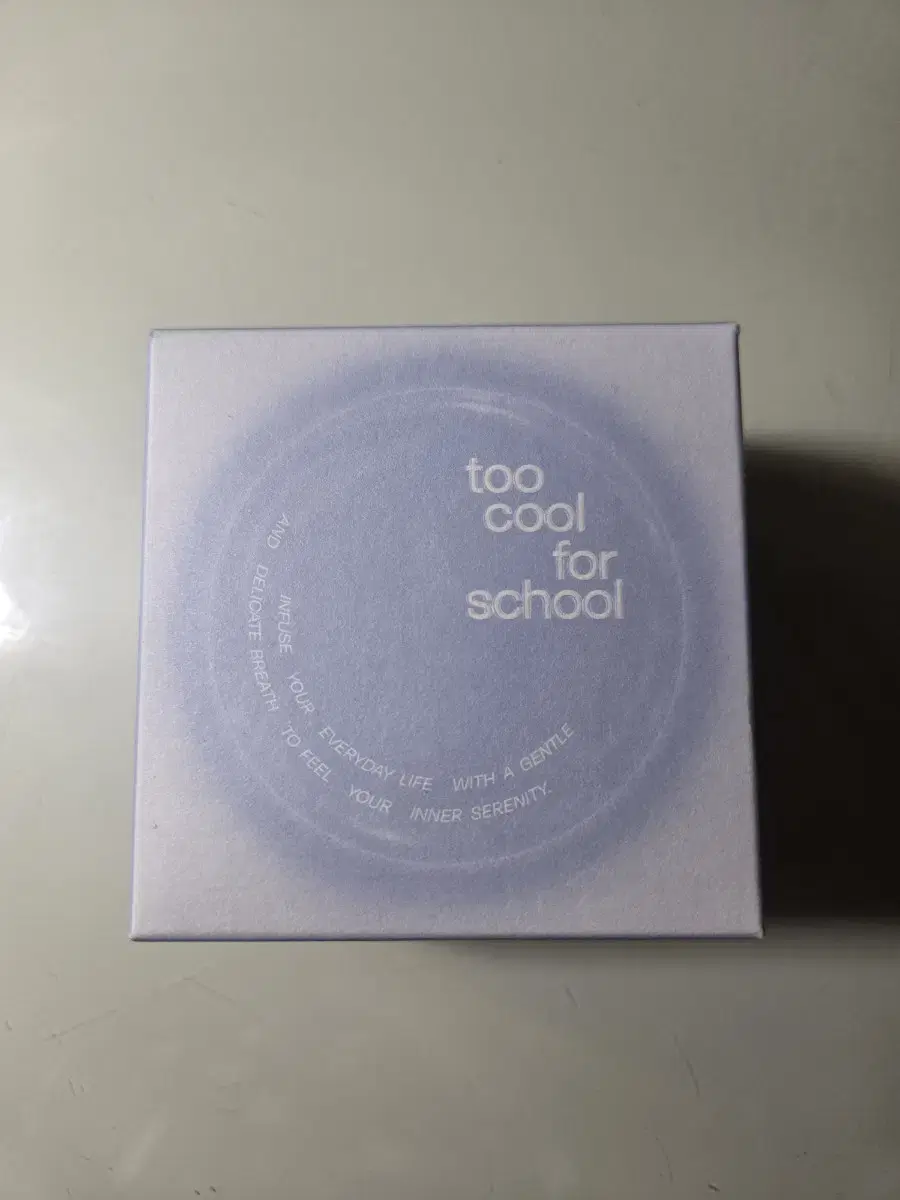 too
cool
for
school
INFUSE YOUR EVERYDAY LIFE WITH A GENTLE
AND DELICATE BREATH TO FEEL YOUR INNER SERENITY.